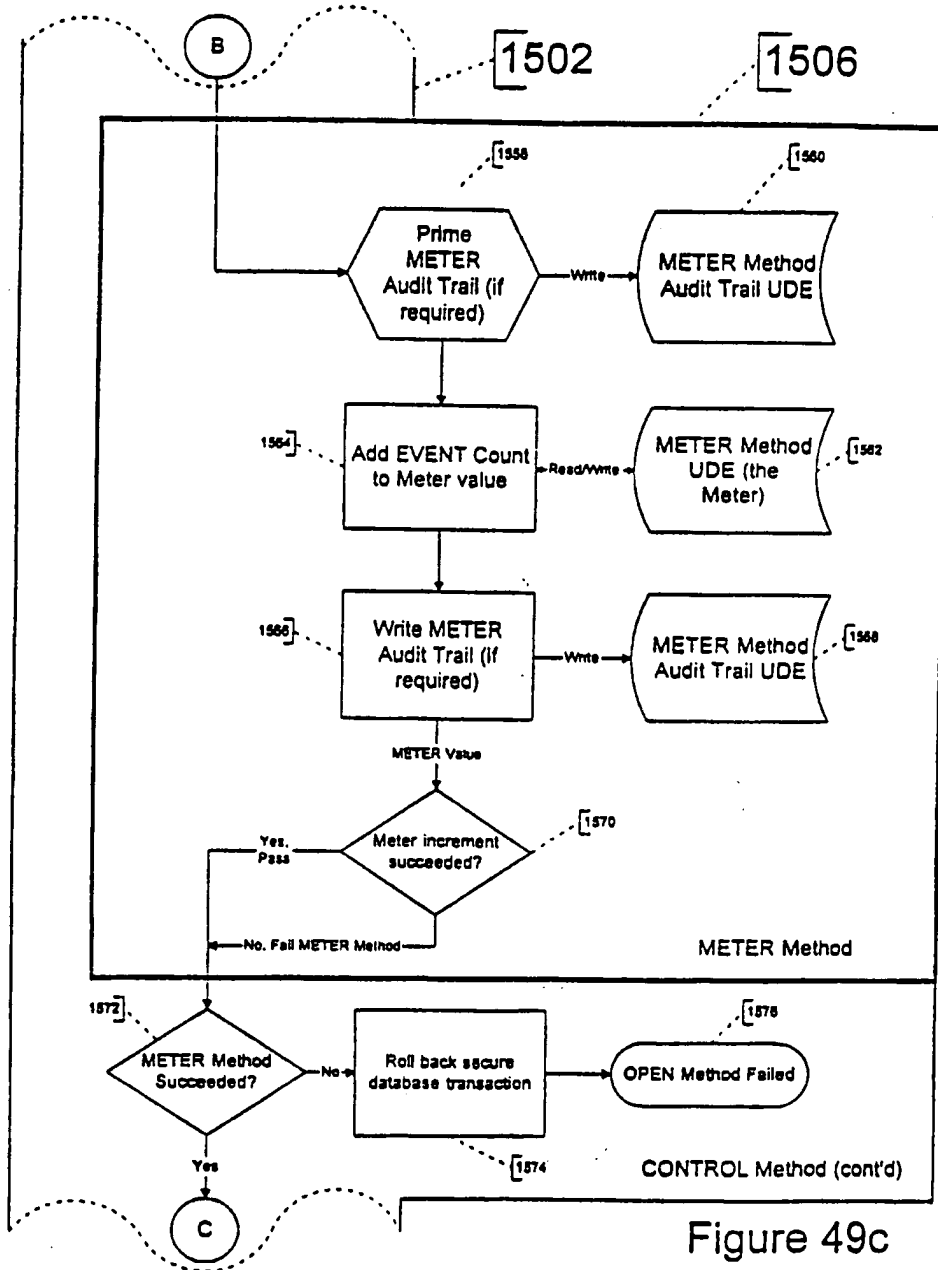 B
1502
1506
1558
1560
Prime
METER
Audit Trail (if
required)
Write
METER Method
Audit Trail UDE
1564
Add EVENT Count
to Meter value
Read/Write
METER Method
UDE (the
Meter)
1562
1566
Write METER
Audit Trail (if
required)
Write
METER Method
Audit Trail UDE
1568
METER Value
Meter increment
succeeded?
1570
Yes,
Pass
No, Fail METER Method
METER Method
1572
METER Method
Succeeded?
No
Roll back secure
database transaction
1576
OPEN Method Failed
Yes
1574
CONTROL Method (cont'd)
C
Figure 49c